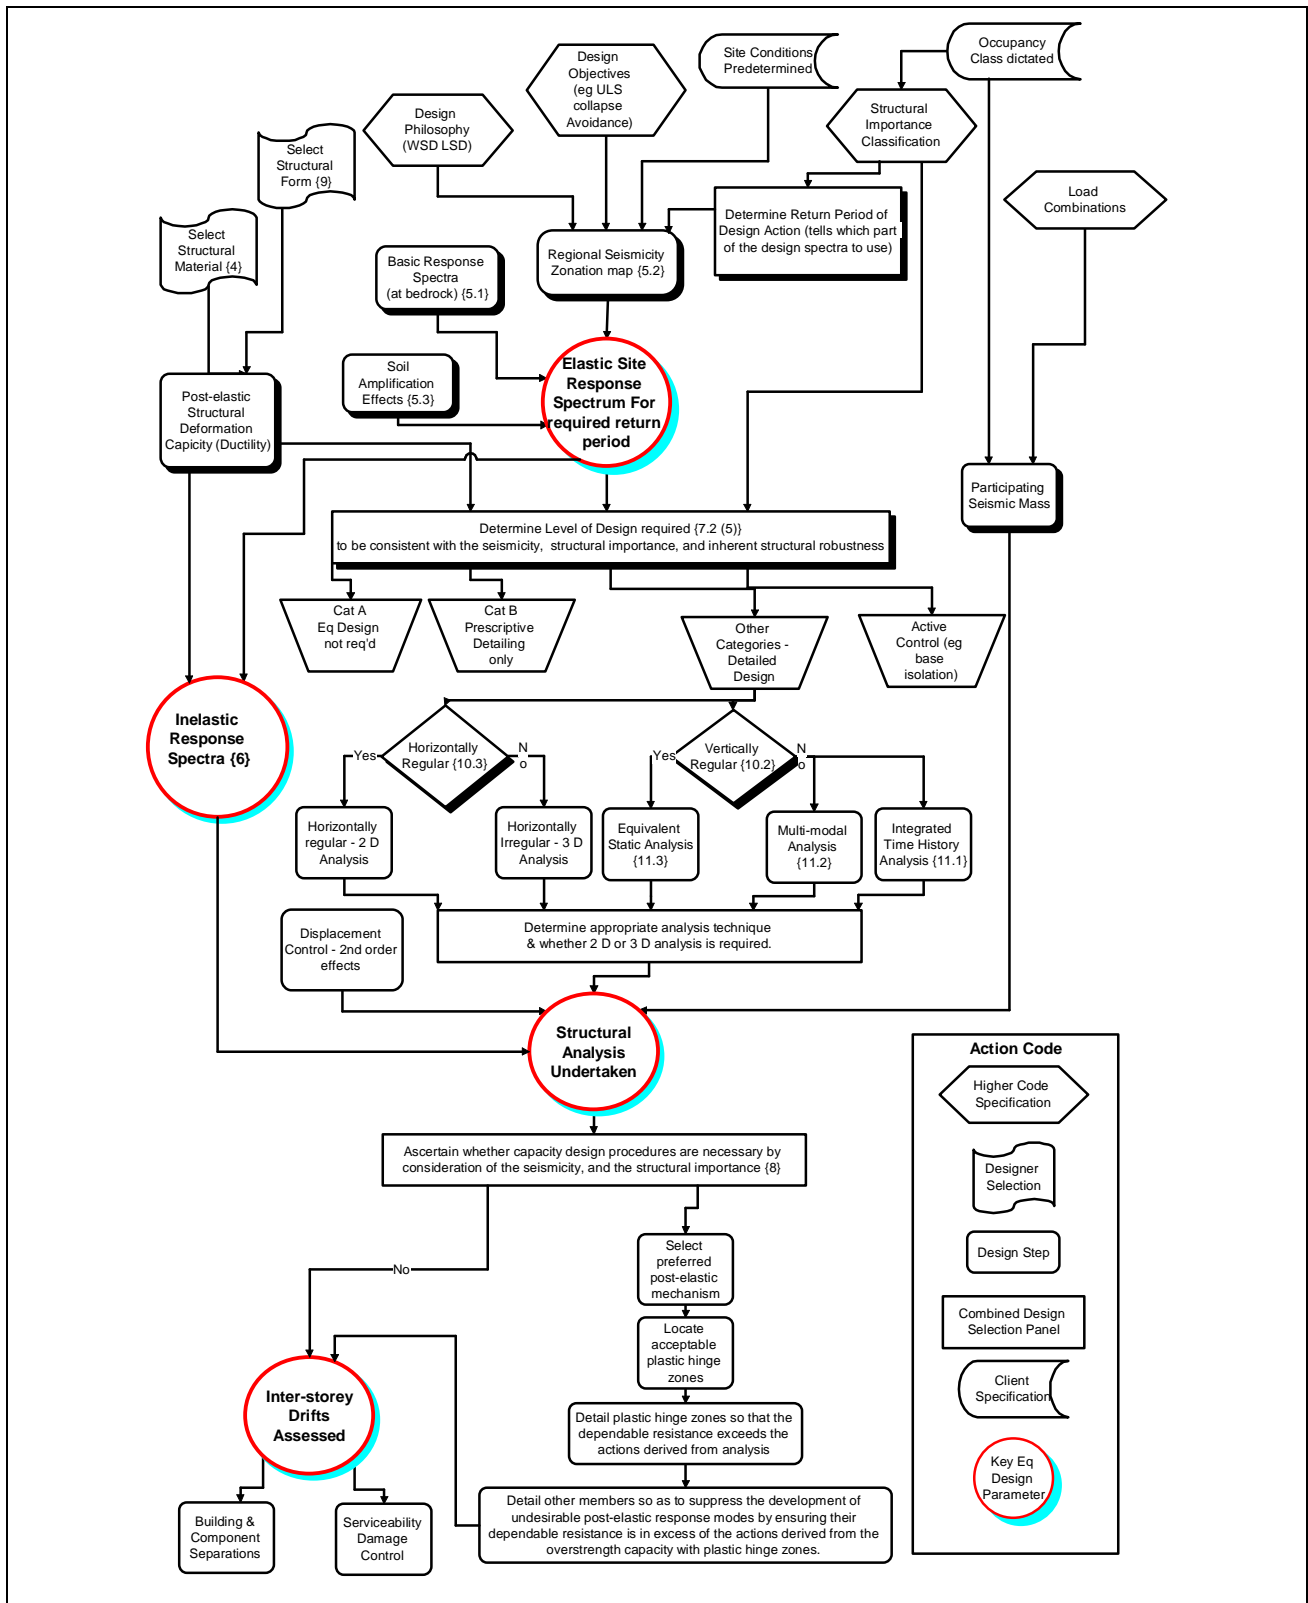 Occupancy
Class dictated
Site Conditions
Predetermined
Design
Objectives
(eg ULS
collapse
Avoidance)
Structural
Importance
Classification
Design
Philosophy
(WSD LSD)
Select
Structural
Form {9}
Load
Combinations
Select
Structural
Material {4}
Determine Return Period of
Design Action (tells which part
of the design spectra to use)
Regional Seismicity
Zonation map {5.2}
Basic Response
Spectra
(at bedrock) {5.1}
Soil
Amplification
Effects {5.3}
Elastic Site
Response
Spectrum For
required return
period
Post-elastic
Structural
Deformation
Capicity (Ductility)
Participating
Seismic Mass
Determine Level of Design required {7.2 (5)}
to be consistent with the seismicity, structural importance, and inherent structural robustness
Cat A
Eq Design
not req'd
Cat B
Prescriptive
Detailing
only
Other
Categories -
Detailed
Design
Active
Control (eg
base
isolation)
Inelastic
Response
Spectra {6}
Yes
Horizontally
Regular {10.3}
N
o
Yes
Vertically
Regular {10.2}
N
o
Horizontally
regular - 2 D
Analysis
Horizontally
Irregular - 3 D
Analysis
Equivalent
Static Analysis
{11.3}
Multi-modal
Analysis
{11.2}
Integrated
Time History
Analysis {11.1}
Displacement
Control - 2nd order
effects
Determine appropriate analysis technique
& whether 2 D or 3 D analysis is required.
Structural
Analysis
Undertaken
Ascertain whether capacity design procedures are necessary by
consideration of the seismicity, and the structural importance {8}
No
Select
preferred
post-elastic
mechanism
Locate
acceptable
plastic hinge
zones
Detail plastic hinge zones so that the
dependable resistance exceeds the
actions derived from analysis
Detail other members so as to suppress the development of
undesirable post-elastic response modes by ensuring their
dependable resistance is in excess of the actions derived from the
overstrength capacity with plastic hinge zones.
Inter-storey
Drifts
Assessed
Building &
Component
Separations
Serviceability
Damage
Control
Action Code
Higher Code
Specification
Designer
Selection
Design Step
Combined Design
Selection Panel
Client
Specification
Key Eq
Design
Parameter